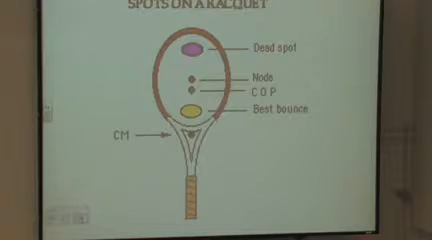 SPOTS ON A RACQUET
Dead spot
Node
C O P
Best bounce
CM